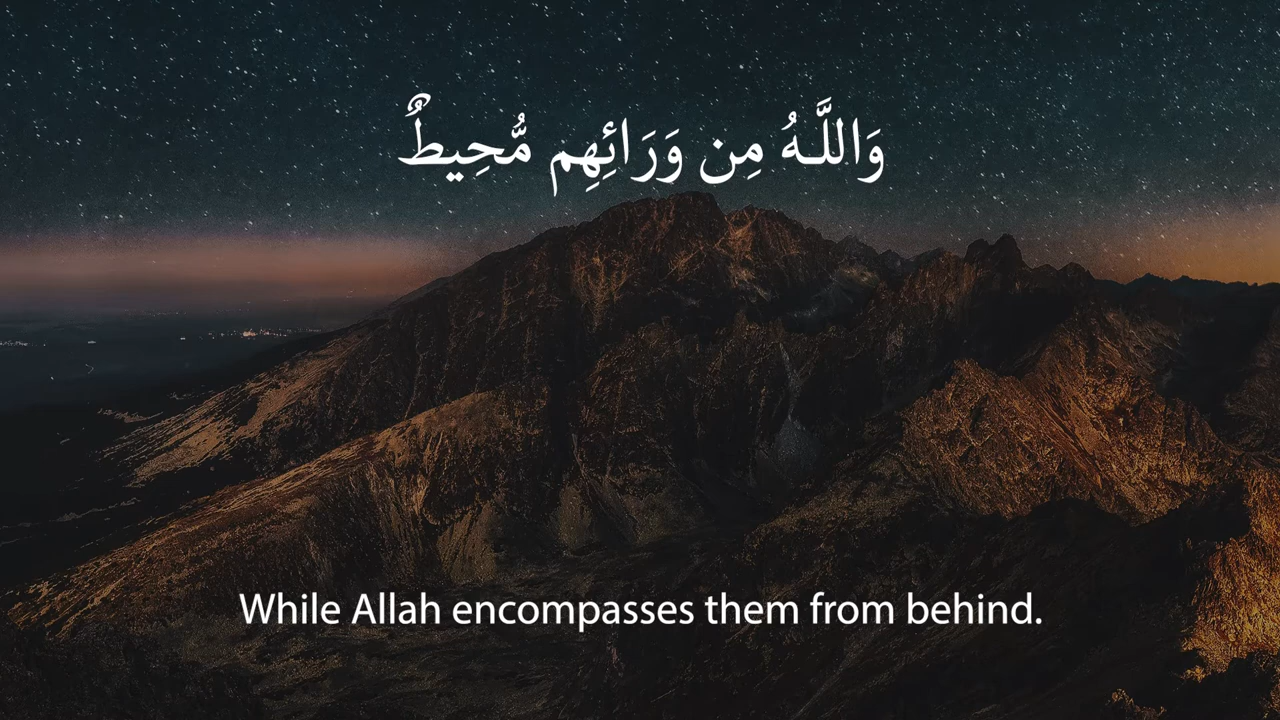 وَاللَّهُ مِن وَرَائِهِم مُّحِيطٌ
While Allah encompasses them from behind.